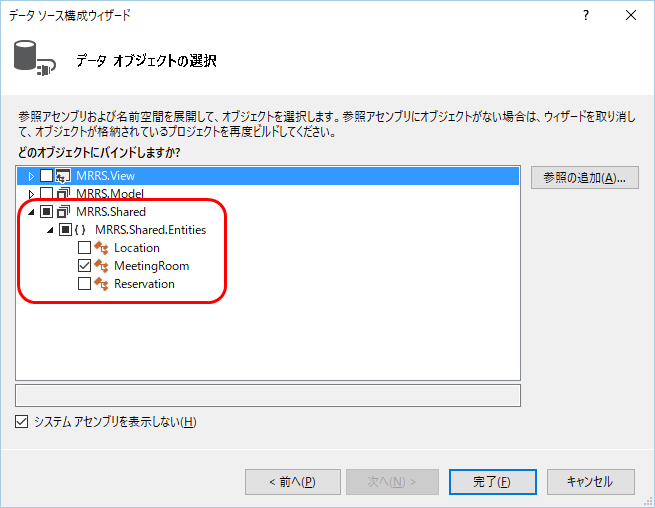 データ ソース構成ウィザード
データ オブジェクトの選択
参照アセンブリおよび名前空間を展開して、オブジェクトを選択します。参照アセンブリにオブジェクトがない場合は、ウィザードを取り消し
て、オブジェクトが格納されているプロジェクトを再度ビルドしてください。
どのオブジェクトにバインドしますか?
MRRS.View
参照の追加(A)...
MRRS.Model
MRRS.Shared
{ } MRRS.Shared.Entities
Location
MeetingRoom
Reservation
システム アセンブリを表示しない(H)
< 前へ(P)
次へ(N) >
完了(F)
キャンセル